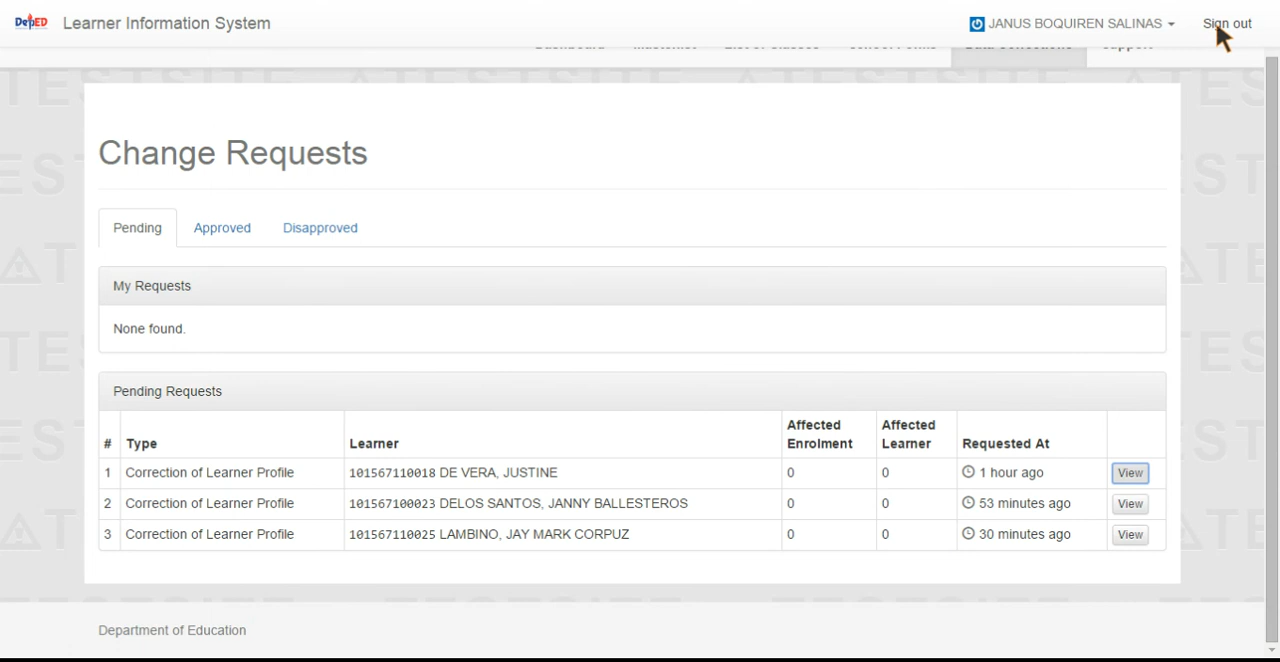 DepED Learner Information System JANUS BOQUIREN SALINAS Sign out
Dashboard Masterlist List of Classes School Forms Data Collections Support
TESTSITE
Change Requests
Pending Approved Disapproved
My Requests
None found.
Pending Requests
# Type Learner Affected Enrolment Affected Learner Requested At
1 Correction of Learner Profile 101567110018 DE VERA, JUSTINE 0 0 1 hour ago View
2 Correction of Learner Profile 101567100023 DELOS SANTOS, JANNY BALLESTEROS 0 0 53 minutes ago View
3 Correction of Learner Profile 101567110025 LAMBINO, JAY MARK CORPUZ 0 0 30 minutes ago View
Department of Education